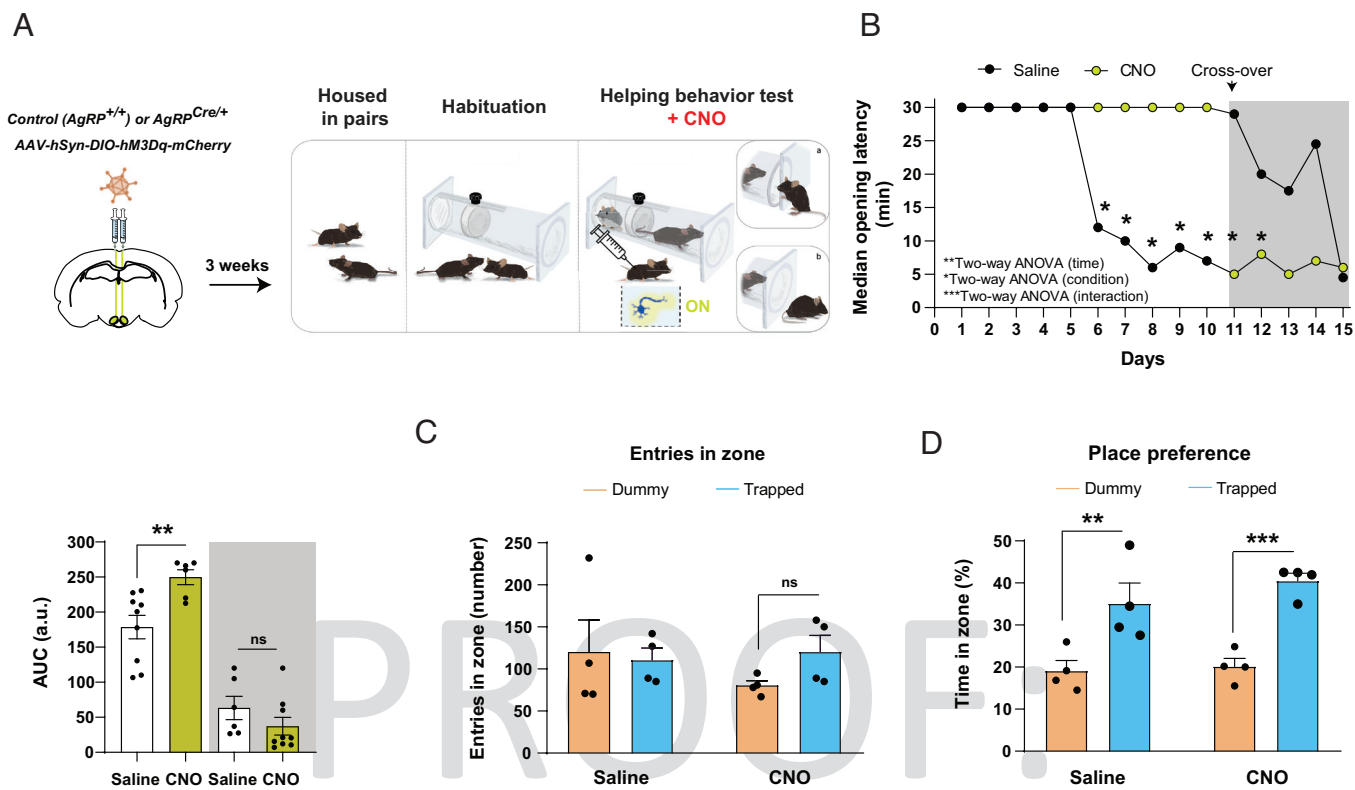 A
Control (AgRP+/+) or AgRPCre/+
AAV-hSyn-DIO-hM3Dq-mCherry
3 weeks
Housed
in pairs
Habituation
Helping behavior test
+ CNO
a
b
ON
B
Saline
CNO
Cross-over
Median opening latency
(min)
30
25
20
15
10
5
0
* * * * * * *
**Two-way ANOVA (time)
*Two-way ANOVA (condition)
***Two-way ANOVA (interaction)
0 1 2 3 4 5 6 7 8 9 10 11 12 13 14 15
Days
AUC (a.u.)
300
250
200
150
100
50
0
**
ns
Saline CNO Saline CNO
C
Entries in zone
Dummy
Trapped
Entries in zone (number)
250
200
150
100
50
0
ns
Saline
CNO
D
Place preference
Dummy
Trapped
Time in zone (%)
50
40
30
20
10
0
**
***
Saline
CNO
PROOF: